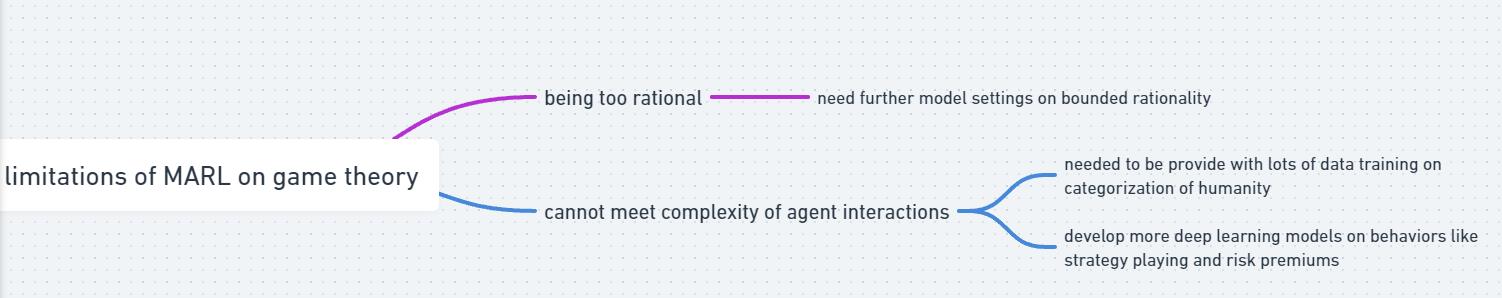 limitations of MARL on game theory
being too rational
need further model settings on bounded rationality
cannot meet complexity of agent interactions
needed to be provide with lots of data training on
categorization of humanity
develop more deep learning models on behaviors like
strategy playing and risk premiums